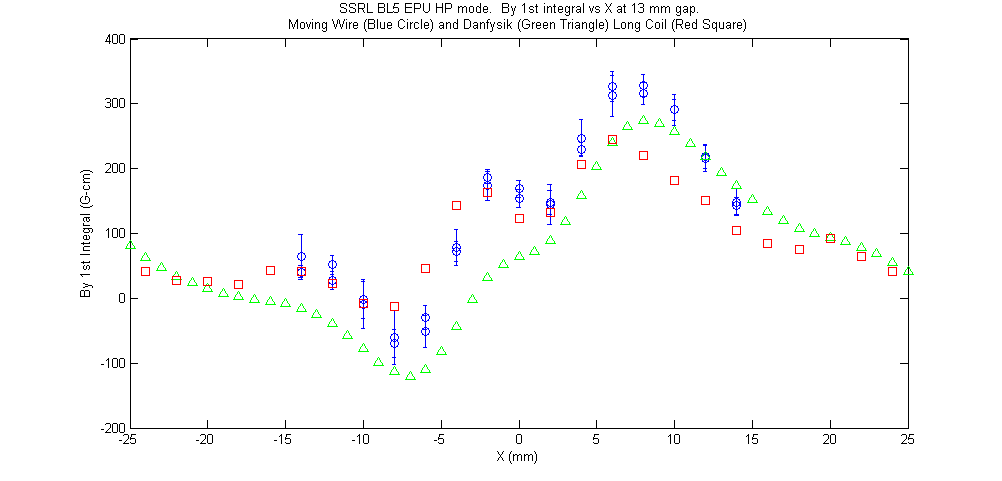 SSRL BL5 EPU HP mode.  By 1st integral vs X at 13 mm gap.
Moving Wire (Blue Circle) and Danfysik (Green Triangle) Long Coil (Red Square)
400
300
200
100
0
-100
-200
By 1st Integral (G-cm)
-25 -20 -15 -10 -5 0 5 10 15 20 25
X (mm)